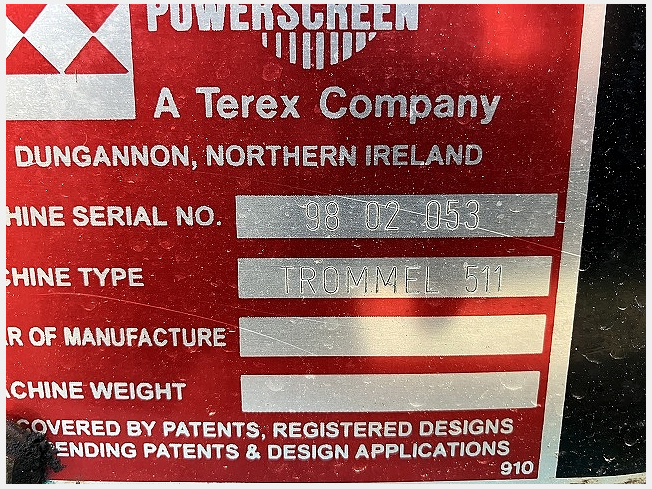 POWERSCREEN
A Terex Company
DUNGANNON, NORTHERN IRELAND
HINE SERIAL NO. 98 02 053
CHINE TYPE TROMMEL 511
R OF MANUFACTURE
ACHINE WEIGHT
COVERED BY PATENTS, REGISTERED DESIGNS
ENDING PATENTS & DESIGN APPLICATIONS
910